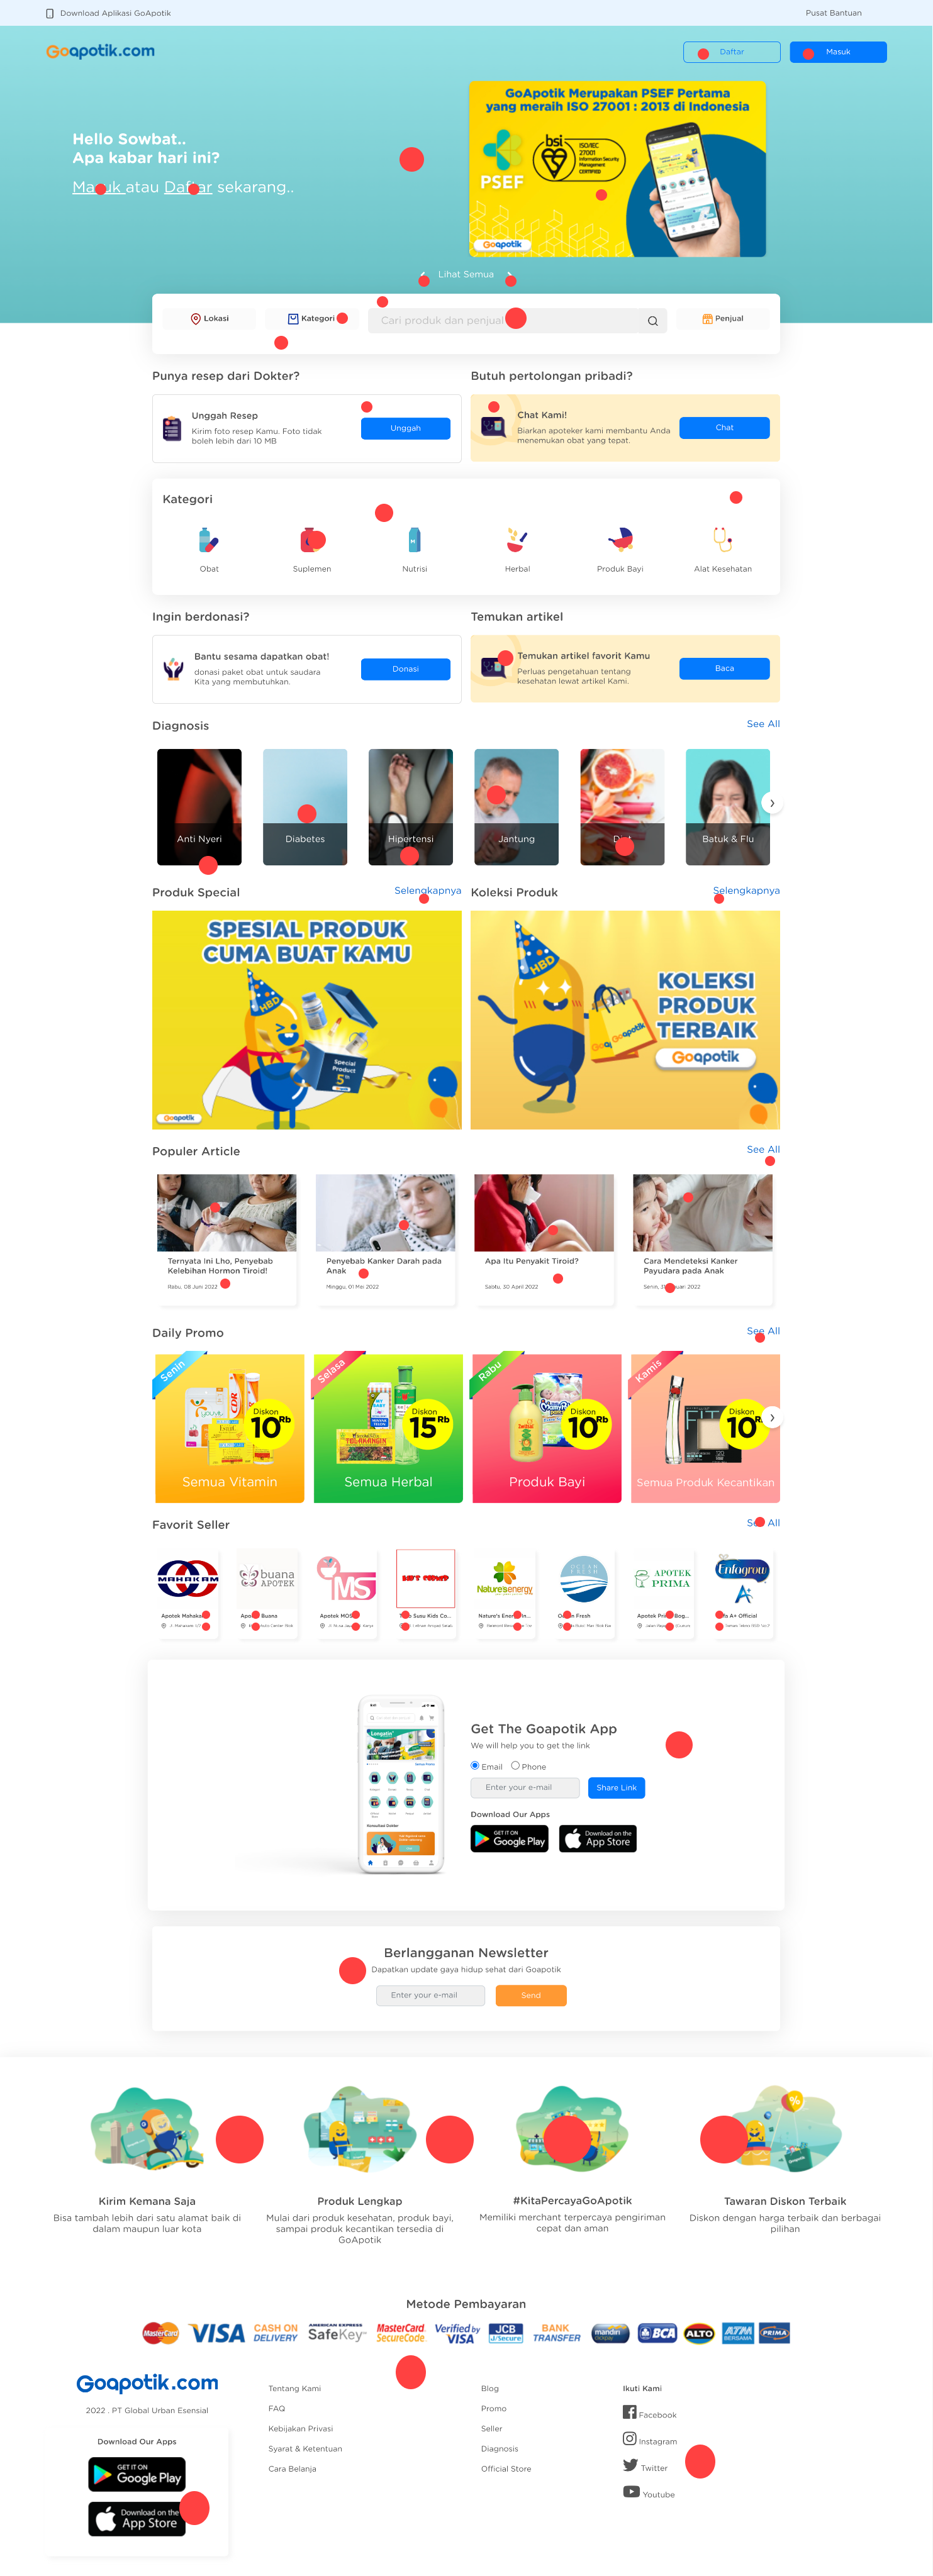 Download Aplikasi GoApotik
Pusat Bantuan
Goapotik.com
Daftar
Masuk
GoApotik Merupakan PSEF Pertama
yang meraih ISO 27001 : 2013 di Indonesia
PSEF
bsi
ISO/IEC
27001
Information Security
Management
CERTIFIED
Goapotik
Hello Sowbat..
Apa kabar hari ini?
Masuk atau Daftar sekarang..
Lihat Semua
Lokasi
Kategori
Cari produk dan penjual
Penjual
Punya resep dari Dokter?
Butuh pertolongan pribadi?
Unggah Resep
Kirim foto resep Kamu. Foto tidak
boleh lebih dari 10 MB
Unggah
Chat Kami!
Biarkan apoteker kami membantu Anda
menemukan obat yang tepat.
Chat
Kategori
Obat
Suplemen
Nutrisi
Herbal
Produk Bayi
Alat Kesehatan
Ingin berdonasi?
Temukan artikel
Bantu sesama dapatkan obat!
donasi paket obat untuk saudara
Kita yang membutuhkan.
Donasi
Temukan artikel favorit Kamu
Perluas pengetahuan tentang
kesehatan lewat artikel Kami.
Baca
Diagnosis
See All
Anti Nyeri
Diabetes
Hipertensi
Jantung
Batuk & Flu
Produk Special
Selengkapnya
Koleksi Produk
Selengkapnya
SPESIAL PRODUK
CUMA BUAT KAMU
HBD
Special
Product
Goapotik
KOLEKSI
PRODUK
TERBAIK
Goapotik
HBD
Goapotik
Populer Article
See All
Ternyata Ini Lho, Penyebab
Kelebihan Hormon Tiroid!
Rabu, 08 Juni 2022
Penyebab Kanker Darah pada
Anak
Minggu, 01 Mei 2022
Apa Itu Penyakit Tiroid?
Sabtu, 30 April 2022
Cara Mendeteksi Kanker
Payudara pada Anak
Senin, 2022
Daily Promo
See All
Senin
Diskon
10Rb
Semua Vitamin
Selasa
Diskon
15Rb
Semua Herbal
Rabu
Diskon
10Rb
Produk Bayi
Kamis
Diskon
10Rb
Semua Produk Kecantikan
Favorit Seller
See All
MAHAKAM
buana
APOTEK
MS
Nature'senergy
OCEAN
FRESH
APOTEK
PRIMA
Enfagrow
A+
Apotek
Buana
Apotek
Susu Kids Co...
Nature's
Fresh
Apotek
A+ Official
Get The Goapotik App
We will help you to get the link
Email
Phone
Enter your e-mail
Share Link
Download Our Apps
GET IT ON
Google Play
Download on the
App Store
Berlangganan Newsletter
Dapatkan update gaya hidup sehat dari Goapotik
Enter your e-mail
Send
Kirim Kemana Saja
Bisa tambah lebih dari satu alamat baik di
dalam maupun luar kota
Produk Lengkap
Mulai dari produk kesehatan, produk bayi,
sampai produk kecantikan tersedia di
GoApotik
#KitaPercayaGoApotik
Memiliki merchant terpercaya pengiriman
cepat dan aman
Tawaran Diskon Terbaik
Diskon dengan harga terbaik dan berbagai
pilihan
Metode Pembayaran
MasterCard
VISA
CASH ON
DELIVERY
AMERICAN EXPRESS
SafeKey
MasterCard.
SecureCode.
Verified by
VISA
JCB
J/Secure
BANK
TRANSFER
mandiri
BCA
ALTO
ATM
BERSAMA
PRIMA
Goapotik.com
2022 . PT Global Urban Esensial
Download Our Apps
GET IT ON
Google Play
Download on the
App Store
Tentang Kami
FAQ
Kebijakan Privasi
Syarat & Ketentuan
Cara Belanja
Blog
Promo
Seller
Diagnosis
Official Store
Ikuti Kami
Facebook
Instagram
Twitter
Youtube